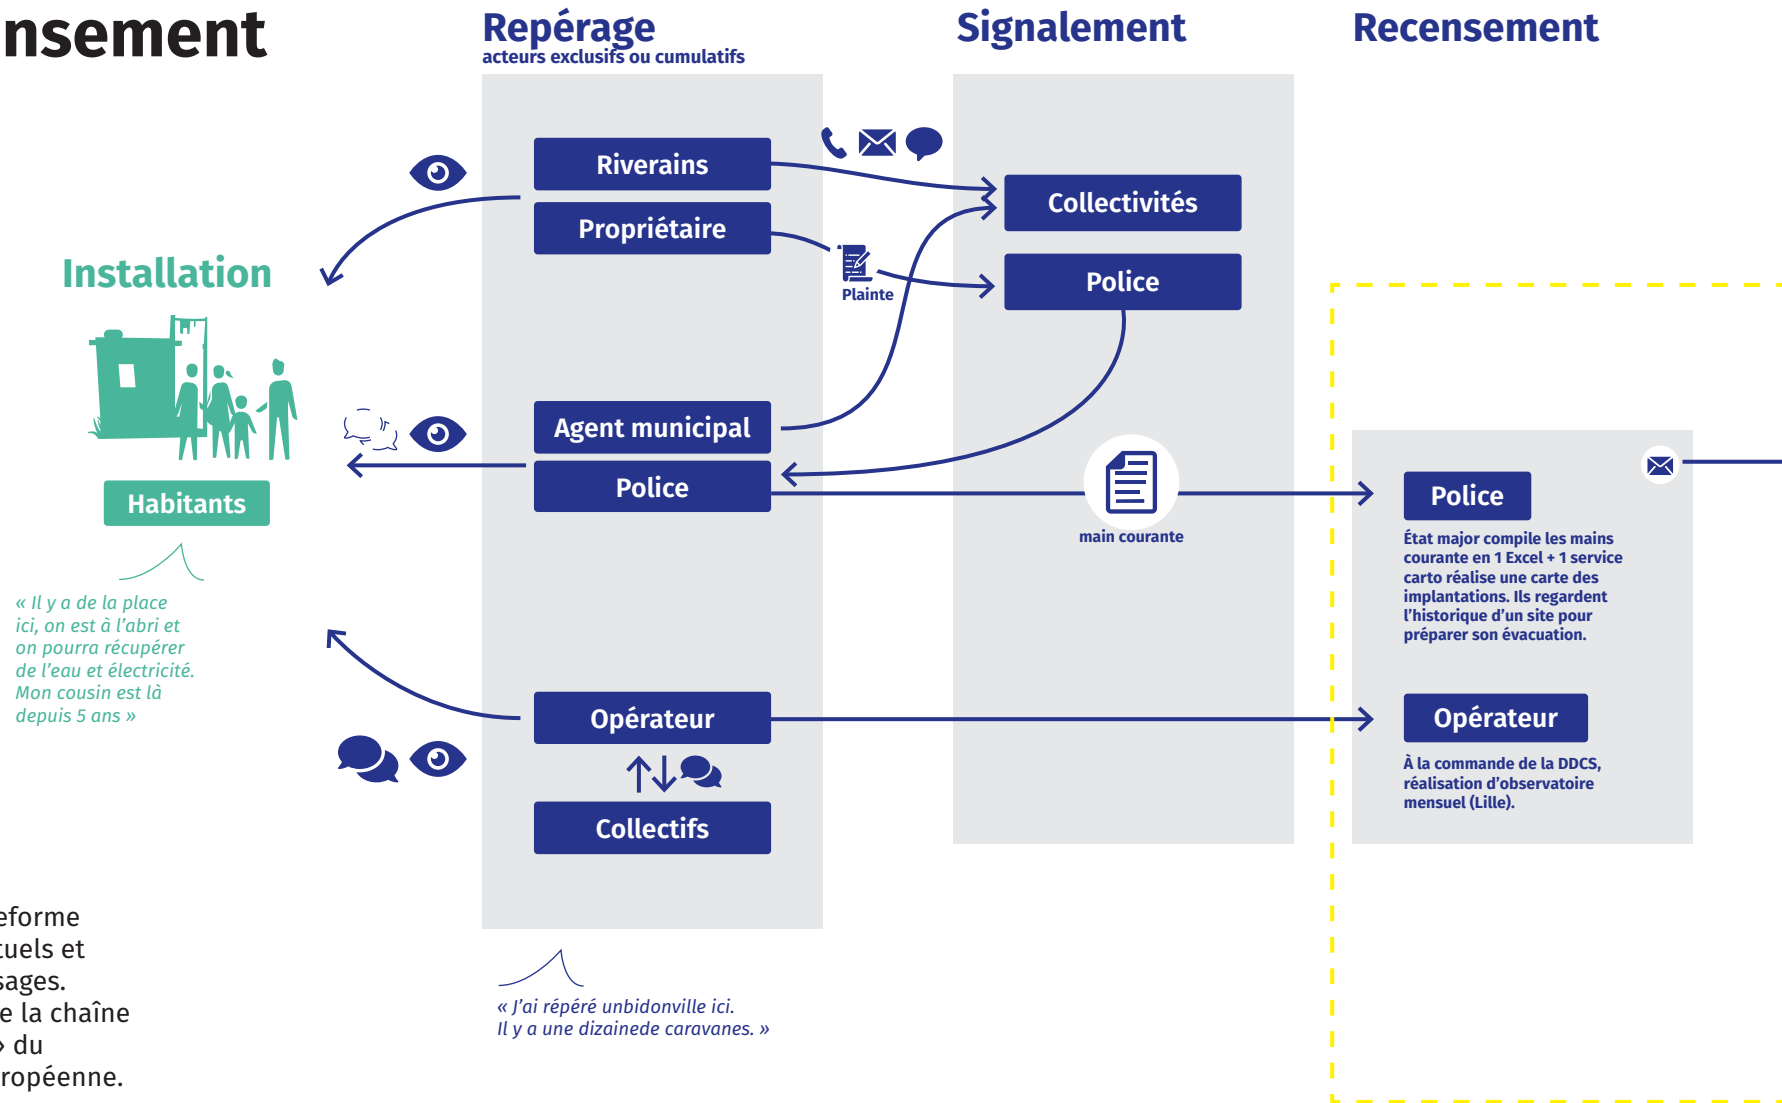 nsement
Repérage
acteurs exclusifs ou cumulatifs
Signalement
Recensement
Riverains
Propriétaire
Plainte
Collectivités
Police
Installation
Habitants
« Il y a de la place
ici, on est à l’abri et
on pourra récupérer
de l’eau et électricité.
Mon cousin est là
depuis 5 ans »
Agent municipal
Police
main courante
Police
État major compile les mains
courante en 1 Excel + 1 service
carto réalise une carte des
implantations. Ils regardent
l’historique d’un site pour
préparer son évacuation.
Opérateur
Collectifs
Opérateur
À la commande de la DDCS,
réalisation d’observatoire
mensuel (Lille).
« J’ai répéré unbidonville ici.
Il y a une dizainede caravanes. »
eforme
tuels et
sages.
e la chaîne
» du
ropéenne.